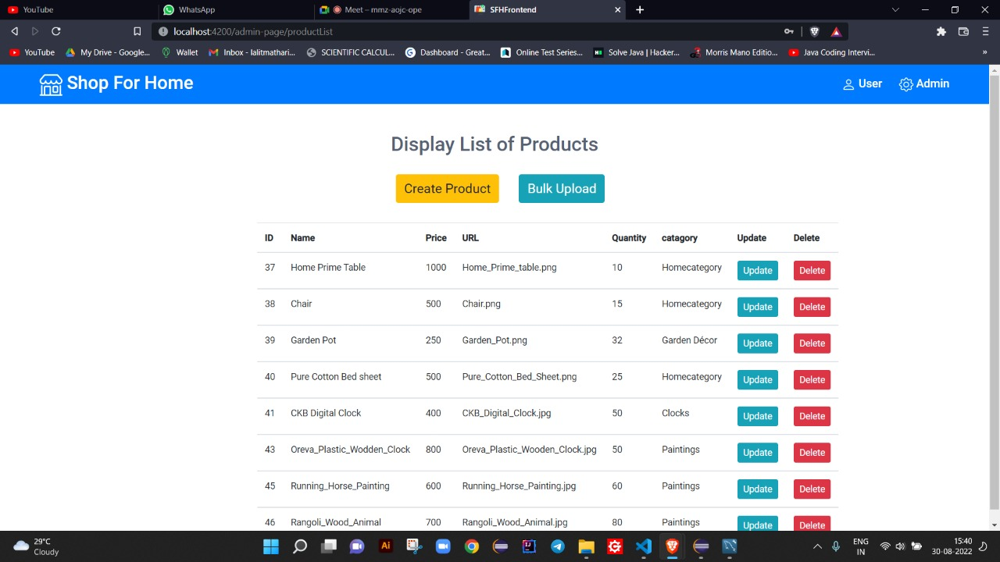 YouTube
WhatsApp
Meet – mmz-aojc-ope
SFHFrontend
localhost:4200/admin-page/productList
YouTube
My Drive - Google...
Wallet
Inbox - lalitmathari...
SCIENTIFIC CALCUL...
Dashboard - Great...
Online Test Series...
Solve Java | Hacker...
Morris Mano Editio...
Java Coding Intervi...
»
Shop For Home
User
Admin
Display List of Products
Create Product
Bulk Upload
ID Name Price URL Quantity catagory Update Delete
37 Home Prime Table 1000 Home_Prime_table.png 10 Homecategory Update Delete
38 Chair 500 Chair.png 15 Homecategory Update Delete
39 Garden Pot 250 Garden_Pot.png 32 Garden Décor Update Delete
40 Pure Cotton Bed sheet 500 Pure_Cotton_Bed_Sheet.png 25 Homecategory Update Delete
41 CKB Digital Clock 400 CKB_Digital_Clock.jpg 50 Clocks Update Delete
43 Oreva_Plastic_Wodden_Clock 800 Oreva_Plastic_Wooden_Clock.jpg 50 Paintings Update Delete
45 Running_Horse_Painting 600 Running_Horse_Painting.jpg 60 Paintings Update Delete
46 Rangoli_Wood_Animal 700 Rangoli_Wood_Animal.jpg 80 Paintings Update Delete
29°C
Cloudy
Ai
ENG
IN
15:40
30-08-2022